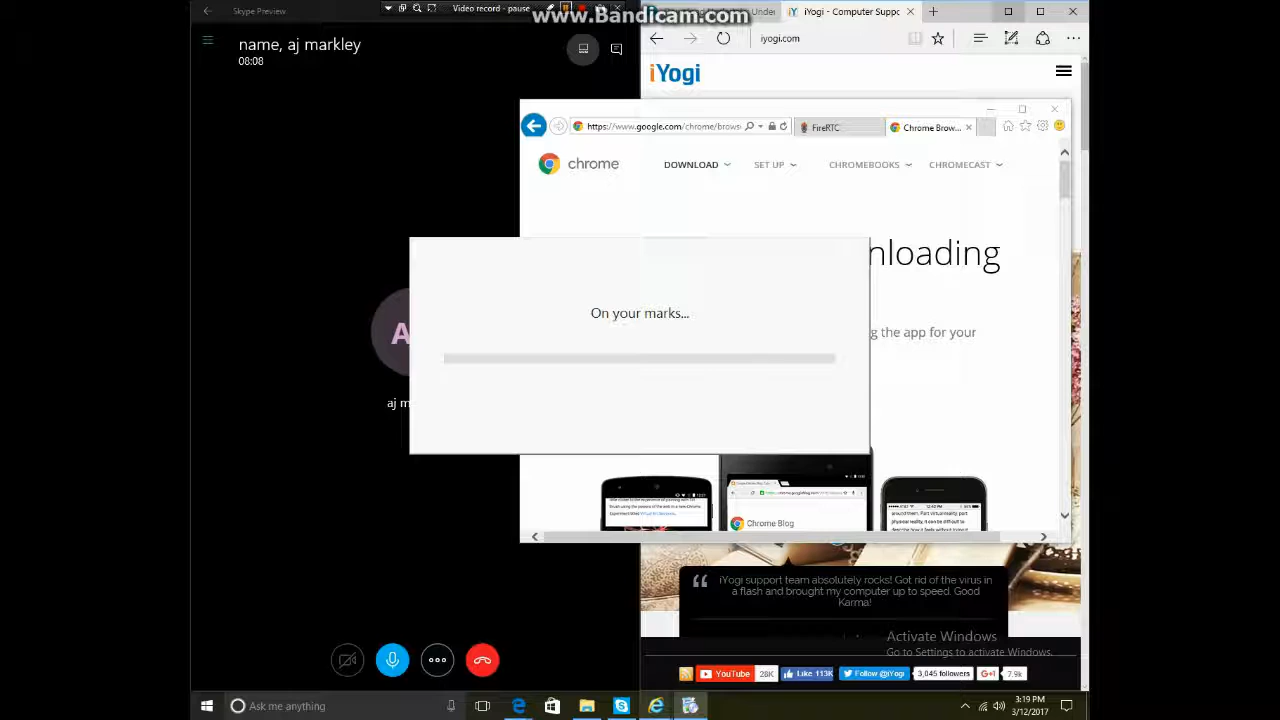 Skype Preview
Video record - pause
www.Bandicam.com
iYogi - Computer Suppo
name, aj markley
08:08
iyogi.com
iYogi
https://www.google.com/chrome/brows
FireRTC
Chrome Brow...
chrome
DOWNLOAD
SET UP
CHROMEBOOKS
CHROMECAST
nloading
On your marks...
g the app for your
A
aj m
Chrome Blog
iYogi support team absolutely rocks! Got rid of the virus in
a flash and brought my computer up to speed. Good
Karma!
Activate Windows
Go to Settings to activate Windows.
YouTube
28K
Like 113K
Follow @iYogi
3,045 followers
G+1
7.9k
Ask me anything
3:19 PM
3/12/2017